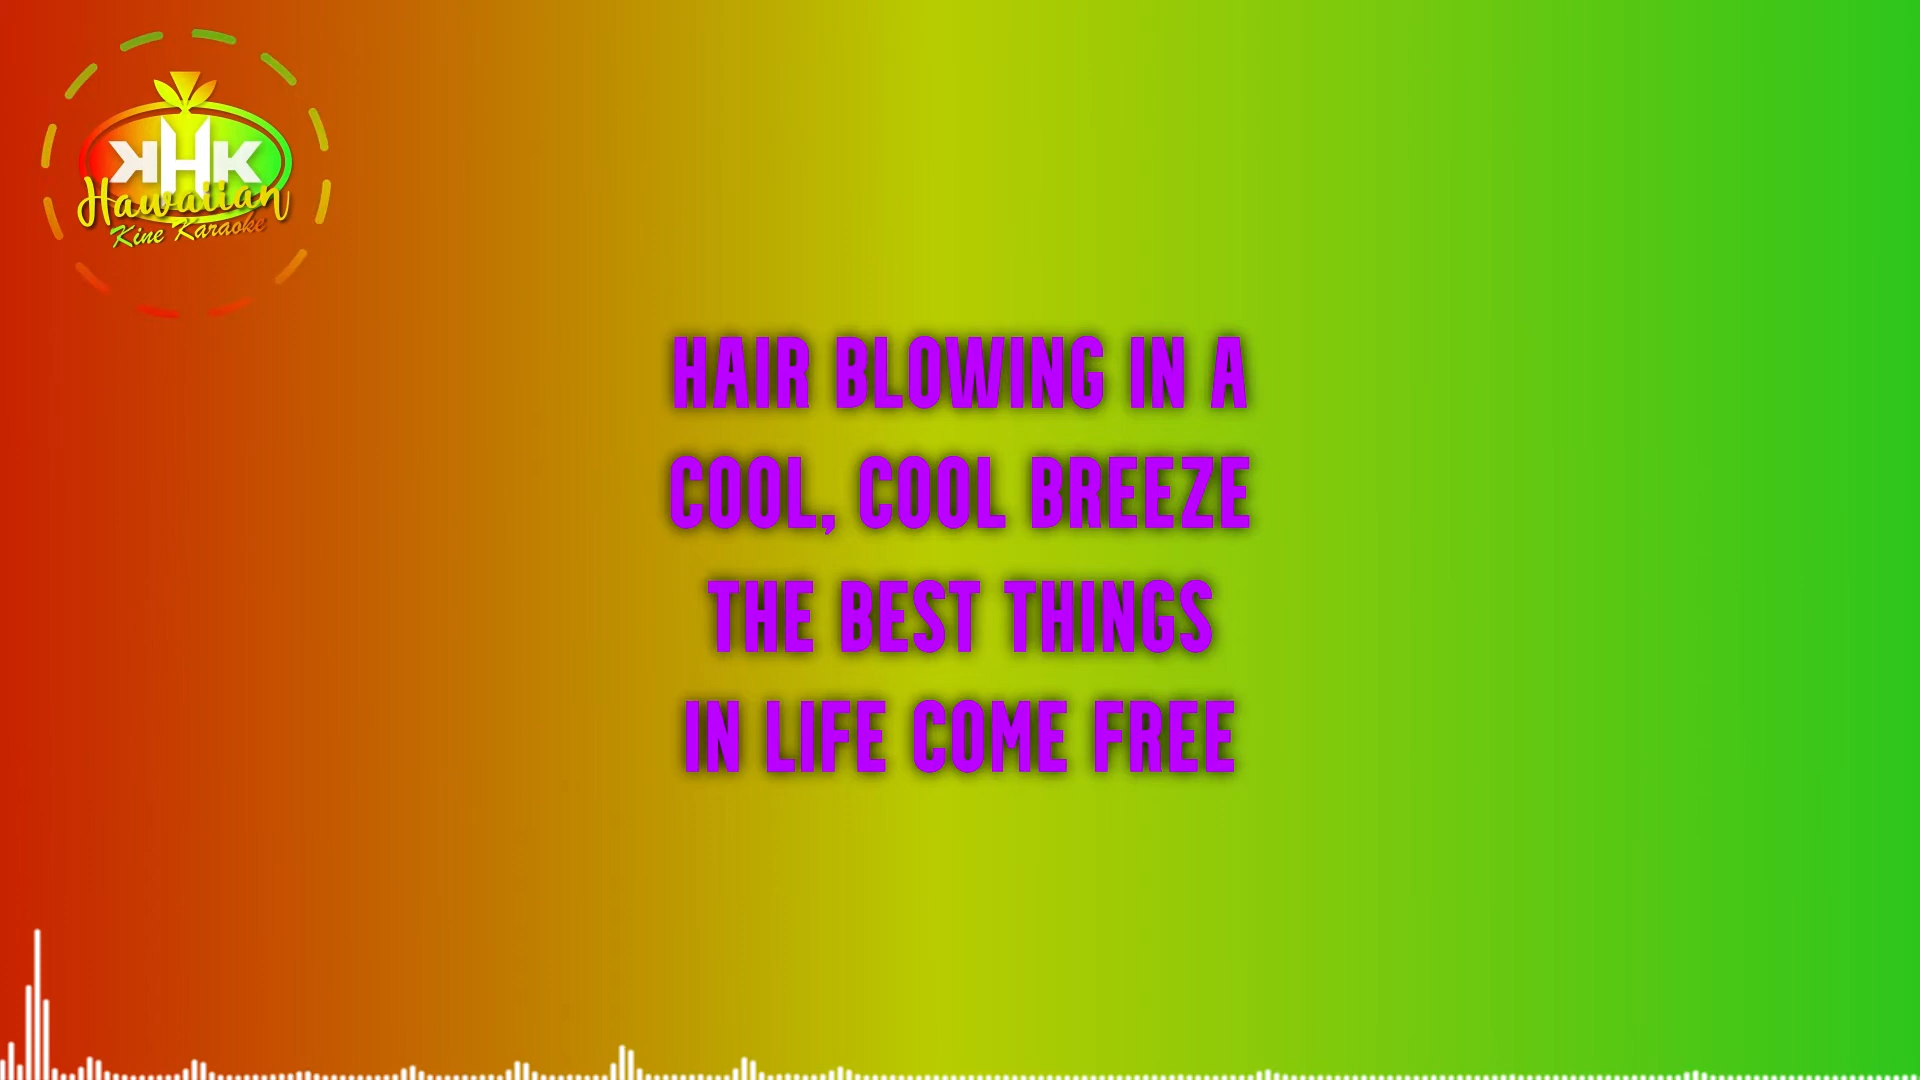 KHK
Hawaiian
Kine Karaoke
HAIR BLOWING IN A
COOL, COOL BREEZE
THE BEST THINGS
IN LIFE COME FREE